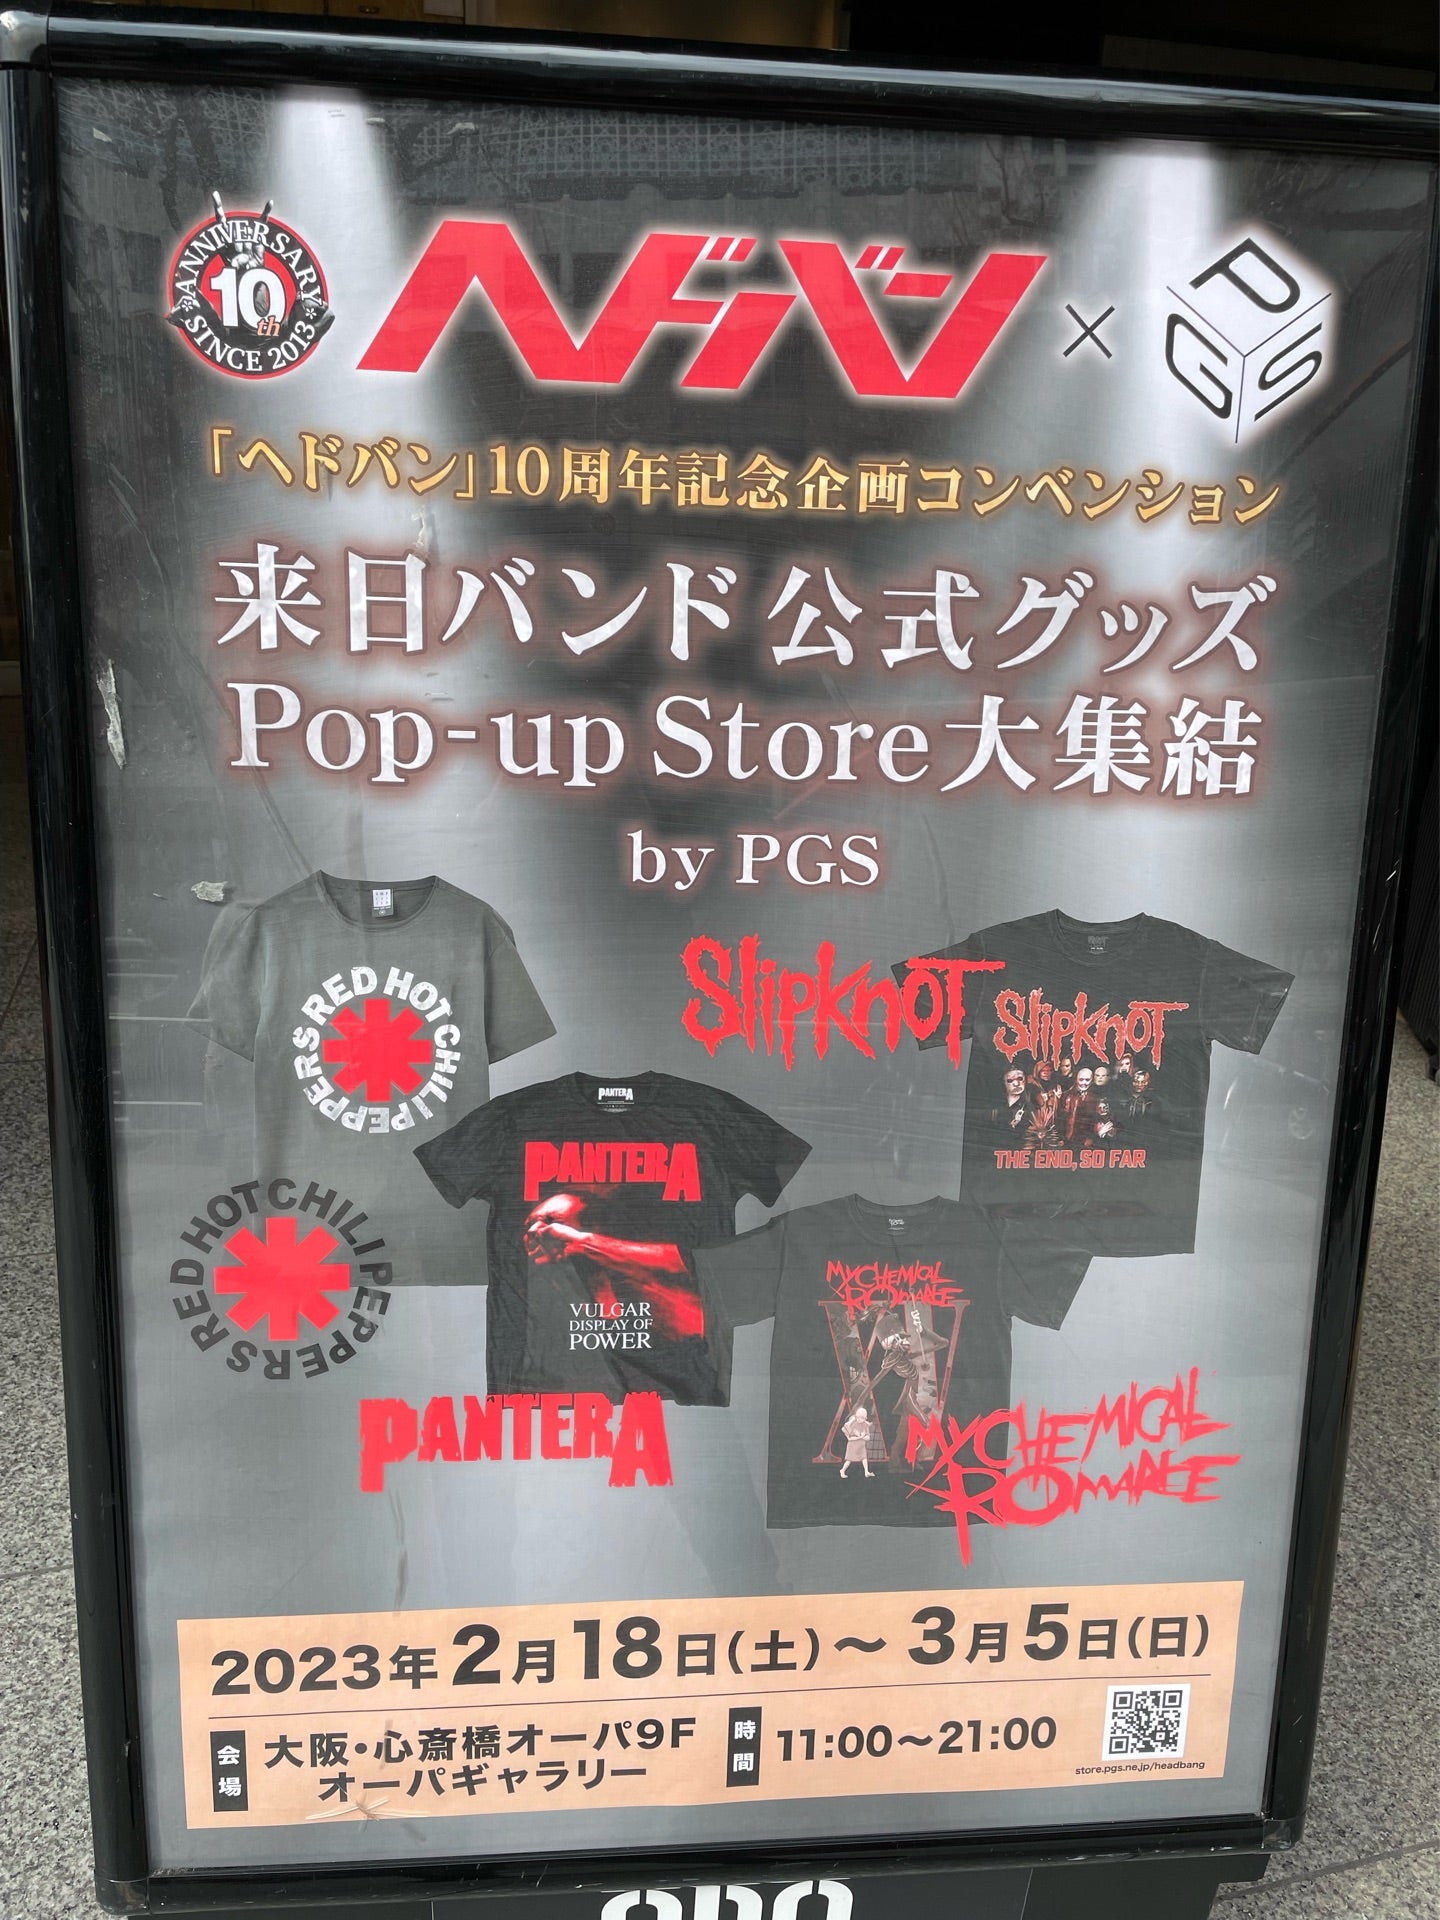 ANNIVERSARY
10th
SINCE 2013
ヘドバン × PGS
「ヘドバン」10周年記念企画コンベンション
来日バンド公式グッズ
Pop-up Store大集結
by PGS
RED HOT CHILI PEPPERS
SlipknoT
SlipknoT
THE END, SO FAR
PANTERA
PANTERA
VULGAR
DISPLAY OF
POWER
RED HOT CHILI PEPPERS
MY CHEMICAL
ROMANCE
PANTERA
MY CHEMICAL
ROMANCE
2023年2月18日(土)～3月5日(日)
会場 大阪・心斎橋オーパ9F
オーパギャラリー
時間 11:00～21:00
store.pgs.ne.jp/headbang